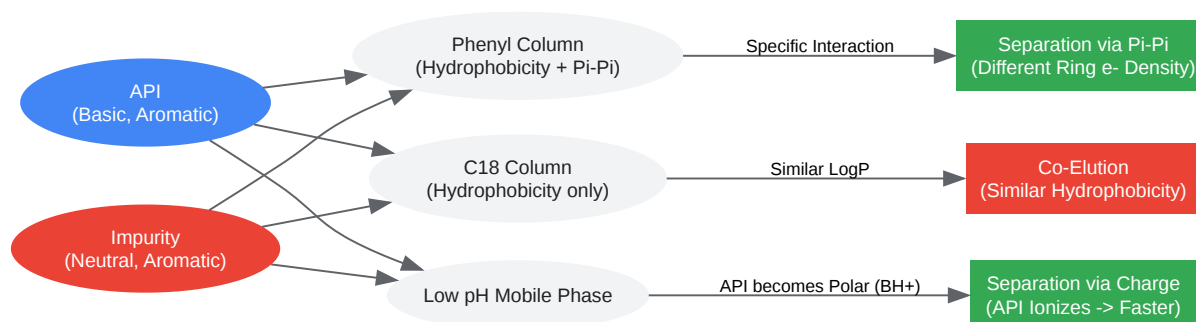 API
(Basic, Aromatic)
Impurity
(Neutral, Aromatic)
Phenyl Column
(Hydrophobicity + Pi-Pi)
C18 Column
(Hydrophobicity only)
Low pH Mobile Phase
Specific Interaction
Similar LogP
API becomes Polar (BH+)
Separation via Pi-Pi
(Different Ring e- Density)
Co-Elution
(Similar Hydrophobicity)
Separation via Charge
(API Ionizes -> Faster)